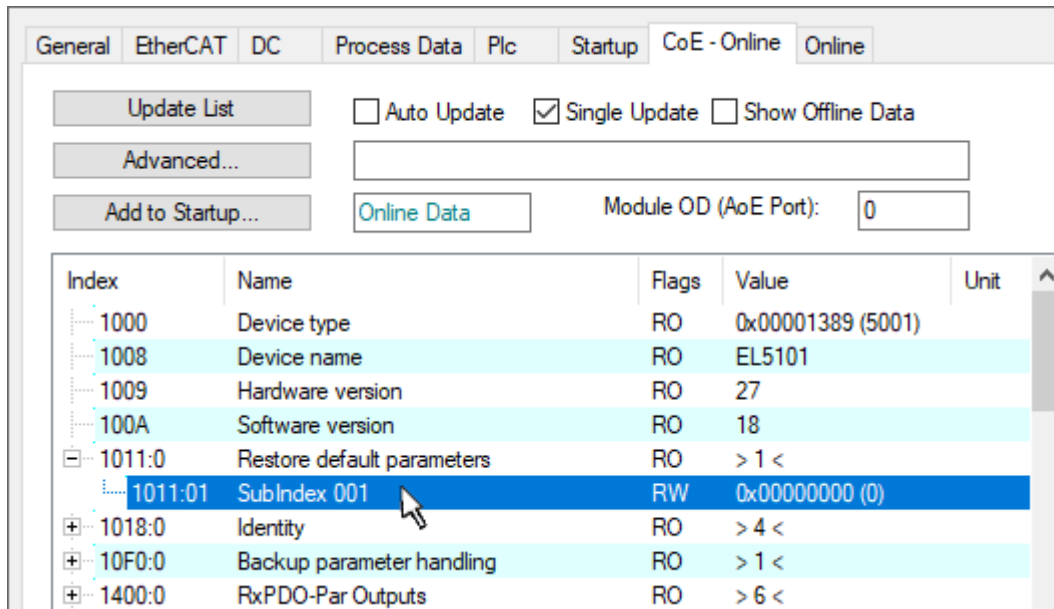 General EtherCAT DC Process Data Plc Startup CoE - Online Online
Update List Auto Update Single Update Show Offline Data
Advanced...
Add to Startup... Online Data Module OD (AoE Port): 0
Index Name Flags Value Unit
1000 Device type RO 0x00001389 (5001)
1008 Device name RO EL5101
1009 Hardware version RO 27
100A Software version RO 18
1011:0 Restore default parameters RO > 1 <
1011:01 SubIndex 001 RW 0x00000000 (0)
1018:0 Identity RO > 4 <
10F0:0 Backup parameter handling RO > 1 <
1400:0 RxPDO-Par Outputs RO > 6 <